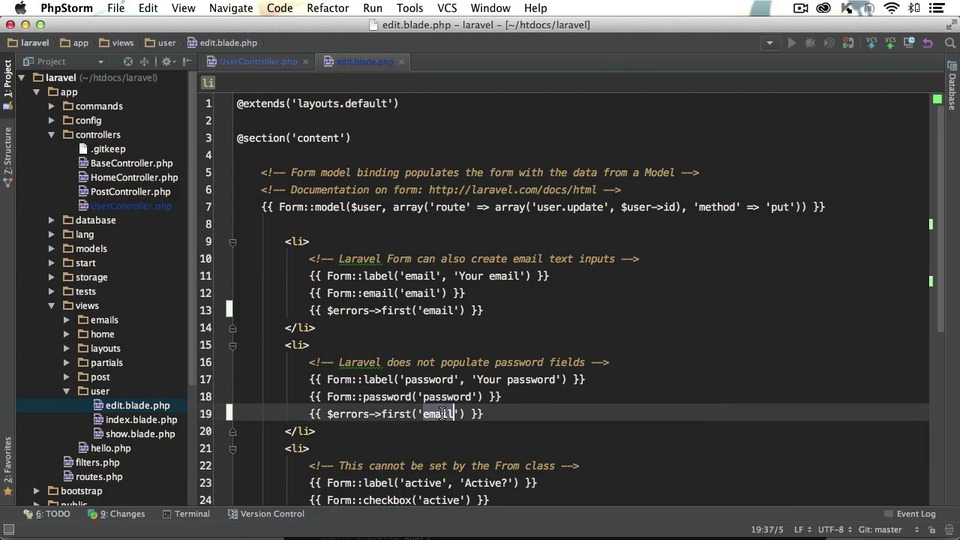 PhpStorm File Edit View Navigate Code Refactor Run Tools VCS Window Help
edit.blade.php – laravel – [~/htdocs/laravel]
laravel app views user edit.blade.php
Project
UserController.php × edit.blade.php ×
li
1: Project
7: Structure
2: Favorites
laravel (~/htdocs/laravel)
app
commands
config
controllers
.gitkeep
BaseController.php
HomeController.php
PostController.php
UserController.php
database
lang
models
start
storage
tests
views
emails
home
layouts
partials
post
user
edit.blade.php
index.blade.php
show.blade.php
hello.php
filters.php
routes.php
bootstrap
public
1 @extends('layouts.default')
2
3 @section('content')
4
5 <!-- Form model binding populates the form with the data from a Model -->
6 <!-- Documentation on form: http://laravel.com/docs/html -->
7 {{ Form::model($user, array('route' => array('user.update', $user->id), 'method' => 'put')) }}
8
9 <li>
10 <!-- Laravel Form can also create email text inputs -->
11 {{ Form::label('email', 'Your email') }}
12 {{ Form::email('email') }}
13 {{ $errors->first('email') }}
14 </li>
15 <li>
16 <!-- Laravel does not populate password fields -->
17 {{ Form::label('password', 'Your password') }}
18 {{ Form::password('password') }}
19 {{ $errors->first('email') }}
20 </li>
21 <li>
22 <!-- This cannot be set by the From class -->
23 {{ Form::label('active', 'Active?') }}
24 {{ Form::checkbox('active') }}
Database
6: TODO 9: Changes Terminal Version Control Event Log
19:37/5 LF UTF-8 Git: master